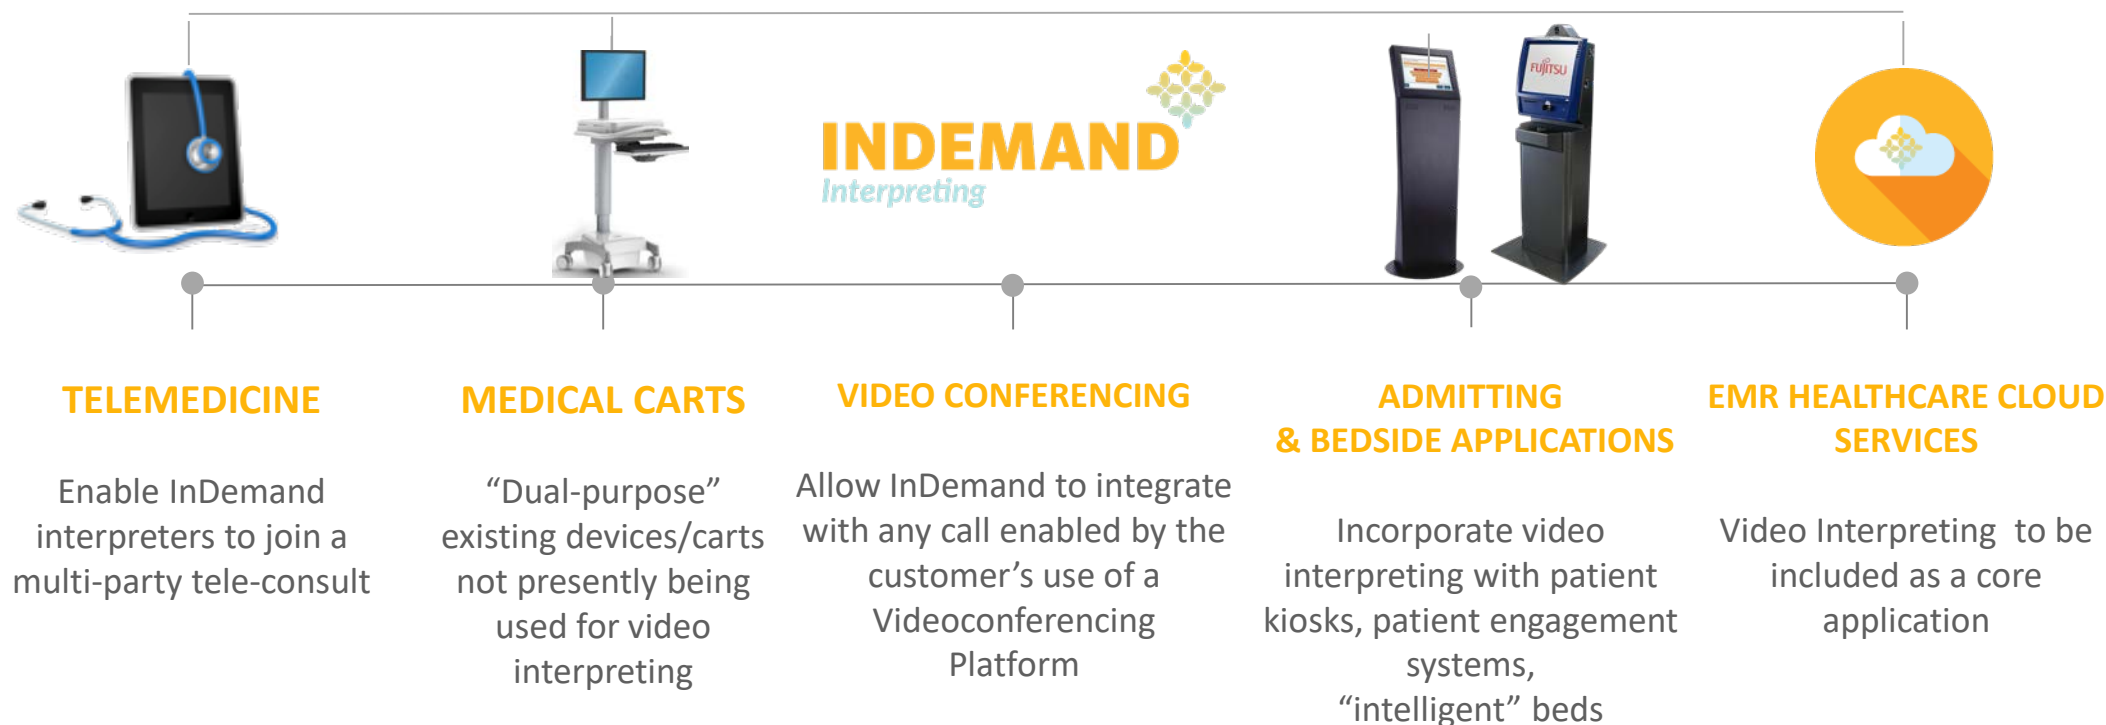 INDEMAND
Interpreting
FUJITSU
TELEMEDICINE
Enable InDemand
interpreters to join a
multi-party tele-consult
MEDICAL CARTS
“Dual-purpose”
existing devices/carts
not presently being
used for video
interpreting
VIDEO CONFERENCING
Allow InDemand to integrate
with any call enabled by the
customer’s use of a
Videoconferencing
Platform
ADMITTING
& BEDSIDE APPLICATIONS
Incorporate video
interpreting with patient
kiosks, patient engagement
systems,
“intelligent” beds
EMR HEALTHCARE CLOUD
SERVICES
Video Interpreting  to be
included as a core
application